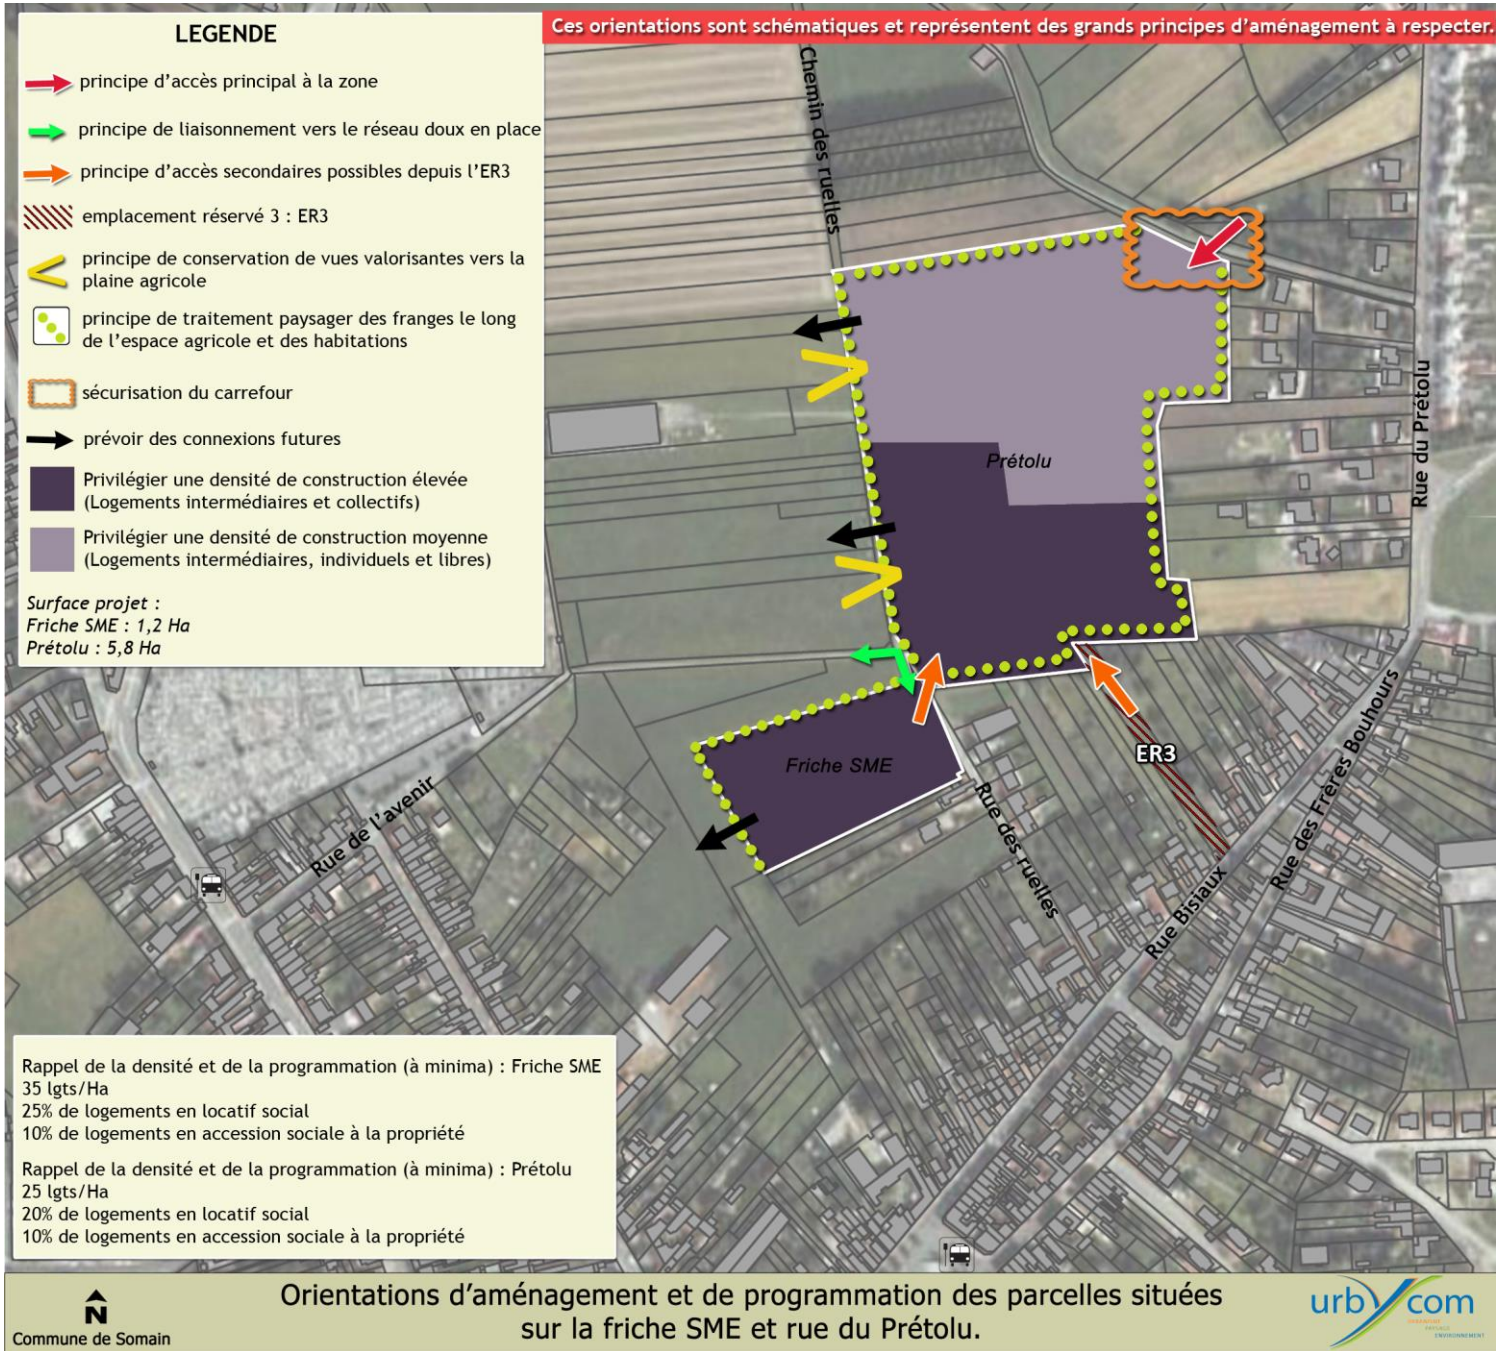 LEGENDE
Ces orientations sont schématiques et représentent des grands principes d'aménagement à respecter.
principe d'accès principal à la zone
principe de liaisonnement vers le réseau doux en place
principe d'accès secondaires possibles depuis l'ER3
emplacement réservé 3 : ER3
principe de conservation de vues valorisantes vers la
plaine agricole
principe de traitement paysager des franges le long
de l'espace agricole et des habitations
sécurisation du carrefour
prévoir des connexions futures
Privilégier une densité de construction élevée
(Logements intermédiaires et collectifs)
Privilégier une densité de construction moyenne
(Logements intermédiaires, individuels et libres)
Surface projet :
Friche SME : 1,2 Ha
Prétolu : 5,8 Ha
Chemin des ruelles
Prétolu
Rue du Prétolu
Friche SME
ER3
Rue de l'avenir
Rue des ruelles
Rue Bisiaux
Rue des Frères Bouhours
Rappel de la densité et de la programmation (à minima) : Friche SME
35 lgts/Ha
25% de logements en locatif social
10% de logements en accession sociale à la propriété
Rappel de la densité et de la programmation (à minima) : Prétolu
25 lgts/Ha
20% de logements en locatif social
10% de logements en accession sociale à la propriété
N
Commune de Somain
Orientations d'aménagement et de programmation des parcelles situées
sur la friche SME et rue du Prétolu.
urbycom
ENVIRONNEMENT